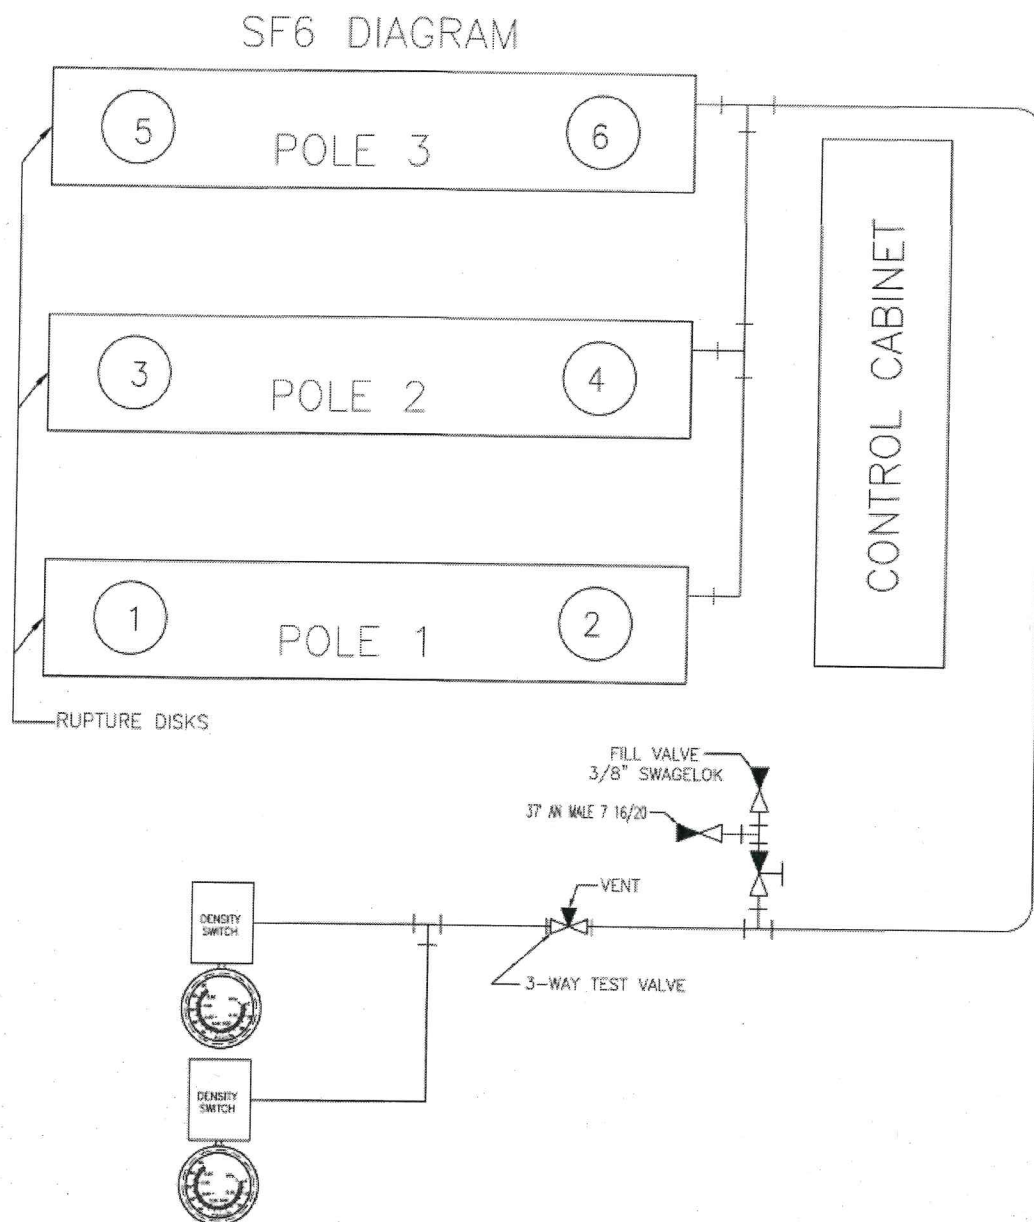 SF6 DIAGRAM
5
POLE 3
6
3
POLE 2
4
1
POLE 1
2
CONTROL CABINET
RUPTURE DISKS
FILL VALVE
3/8" SWAGELOK
37° AN MALE 7 16/20
VENT
3-WAY TEST VALVE
DENSITY
SWITCH
DENSITY
SWITCH